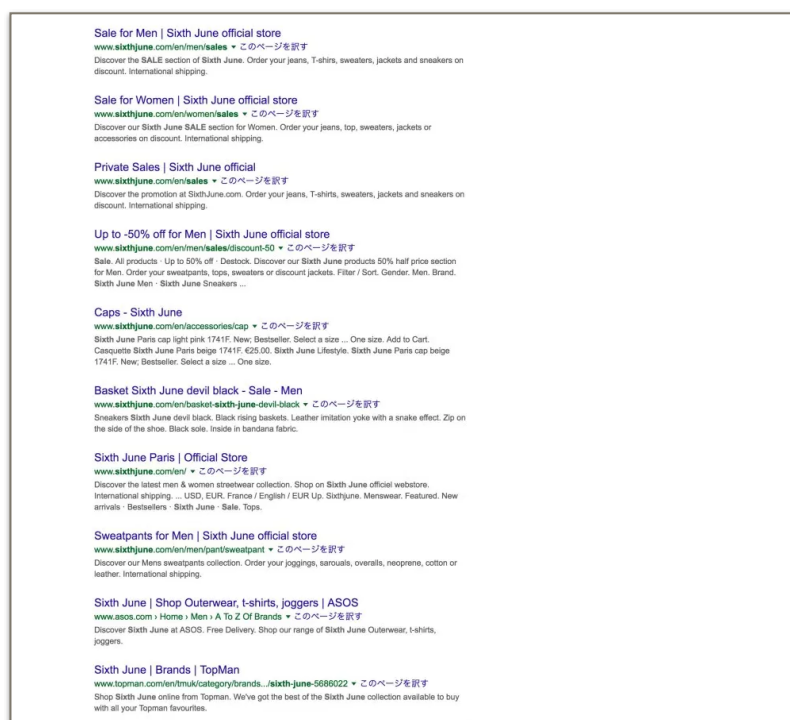 Sale for Men | Sixth June official store
www.sixthjune.com/en/men/sales ▼ このページを訳す
Discover the SALE section of Sixth June. Order your jeans, T-shirs, sweaters, jackets and sneakers on
discount. International shipping.
Sale for Women | Sixth June official store
www.sixthjune.com/en/women/sales ▼ このページを訳す
Discover our Sixth June SALE section for Women. Order your jeans, top, sweaters, jackets or
accessories on discount. International shipping.
Private Sales | Sixth June official
www.sixthjune.com/en/sales ▼ このページを訳す
Discover the promotion at SixthJune.com. Order your jeans, T-shirts, sweaters, jackets and sneakers on
discount. International shipping.
Up to -50% off for Men | Sixth June official store
www.sixthjune.com/en/men/sales/discount-50 ▼ このページを訳す
Sale. All products · Up to 50% off · Destock. Discover our Sixth June products 50% half price section
for Men. Order your sweatpants, tops, sweaters or discount jackets. Filter / Sort. Gender. Men. Brand.
Sixth June Men · Sixth June Sneakers ...
Caps - Sixth June
www.sixthjune.com/en/accessories/cap ▼ このページを訳す
Sixth June Paris cap light pink 1741F. New; Bestseller. Select a size ... One size. Add to Cart.
Casquette Sixth June Paris beige 1741F. €25.00. Sixth June Lifestyle. Sixth June Paris cap beige
1741F. New; Bestseller. Select a size ... One size.
Basket Sixth June devil black - Sale - Men
www.sixthjune.com/en/basket-sixth-june-devil-black ▼ このページを訳す
Sneakers Sixth June devil black. Black rising baskets. Leather imitation yoke with a snake effect. Zip on
the side of the shoe. Black sole. Inside in bandana fabric.
Sixth June Paris | Official Store
www.sixthjune.com/en/ ▼ このページを訳す
Discover the latest men & women streetwear collection. Shop on Sixth June officiel webstore.
International shipping. ... USD, EUR. France / English / EUR Up. Sixthjune. Menswear. Featured. New
arrivals · Bestsellers · Sixth June · Sale. Tops.
Sweatpants for Men | Sixth June official store
www.sixthjune.com/en/men/pant/sweatpant ▼ このページを訳す
Discover our Mens sweatpants collection. Order your joggings, sarouals, overalls, neoprene, cotton or
leather. International shipping.
Sixth June | Shop Outerwear, t-shirts, joggers | ASOS
www.asos.com › Home › Men › A To Z Of Brands ▼ このページを訳す
Discover Sixth June at ASOS. Free Delivery. Shop our range of Sixth June Outerwear, t-shirts,
joggers.
Sixth June | Brands | TopMan
www.topman.com/en/tmuk/category/brands.../sixth-june-5686022 ▼ このページを訳す
Shop Sixth June online from Topman. We've got the best of the Sixth June collection available to buy
with all your Topman favourites.